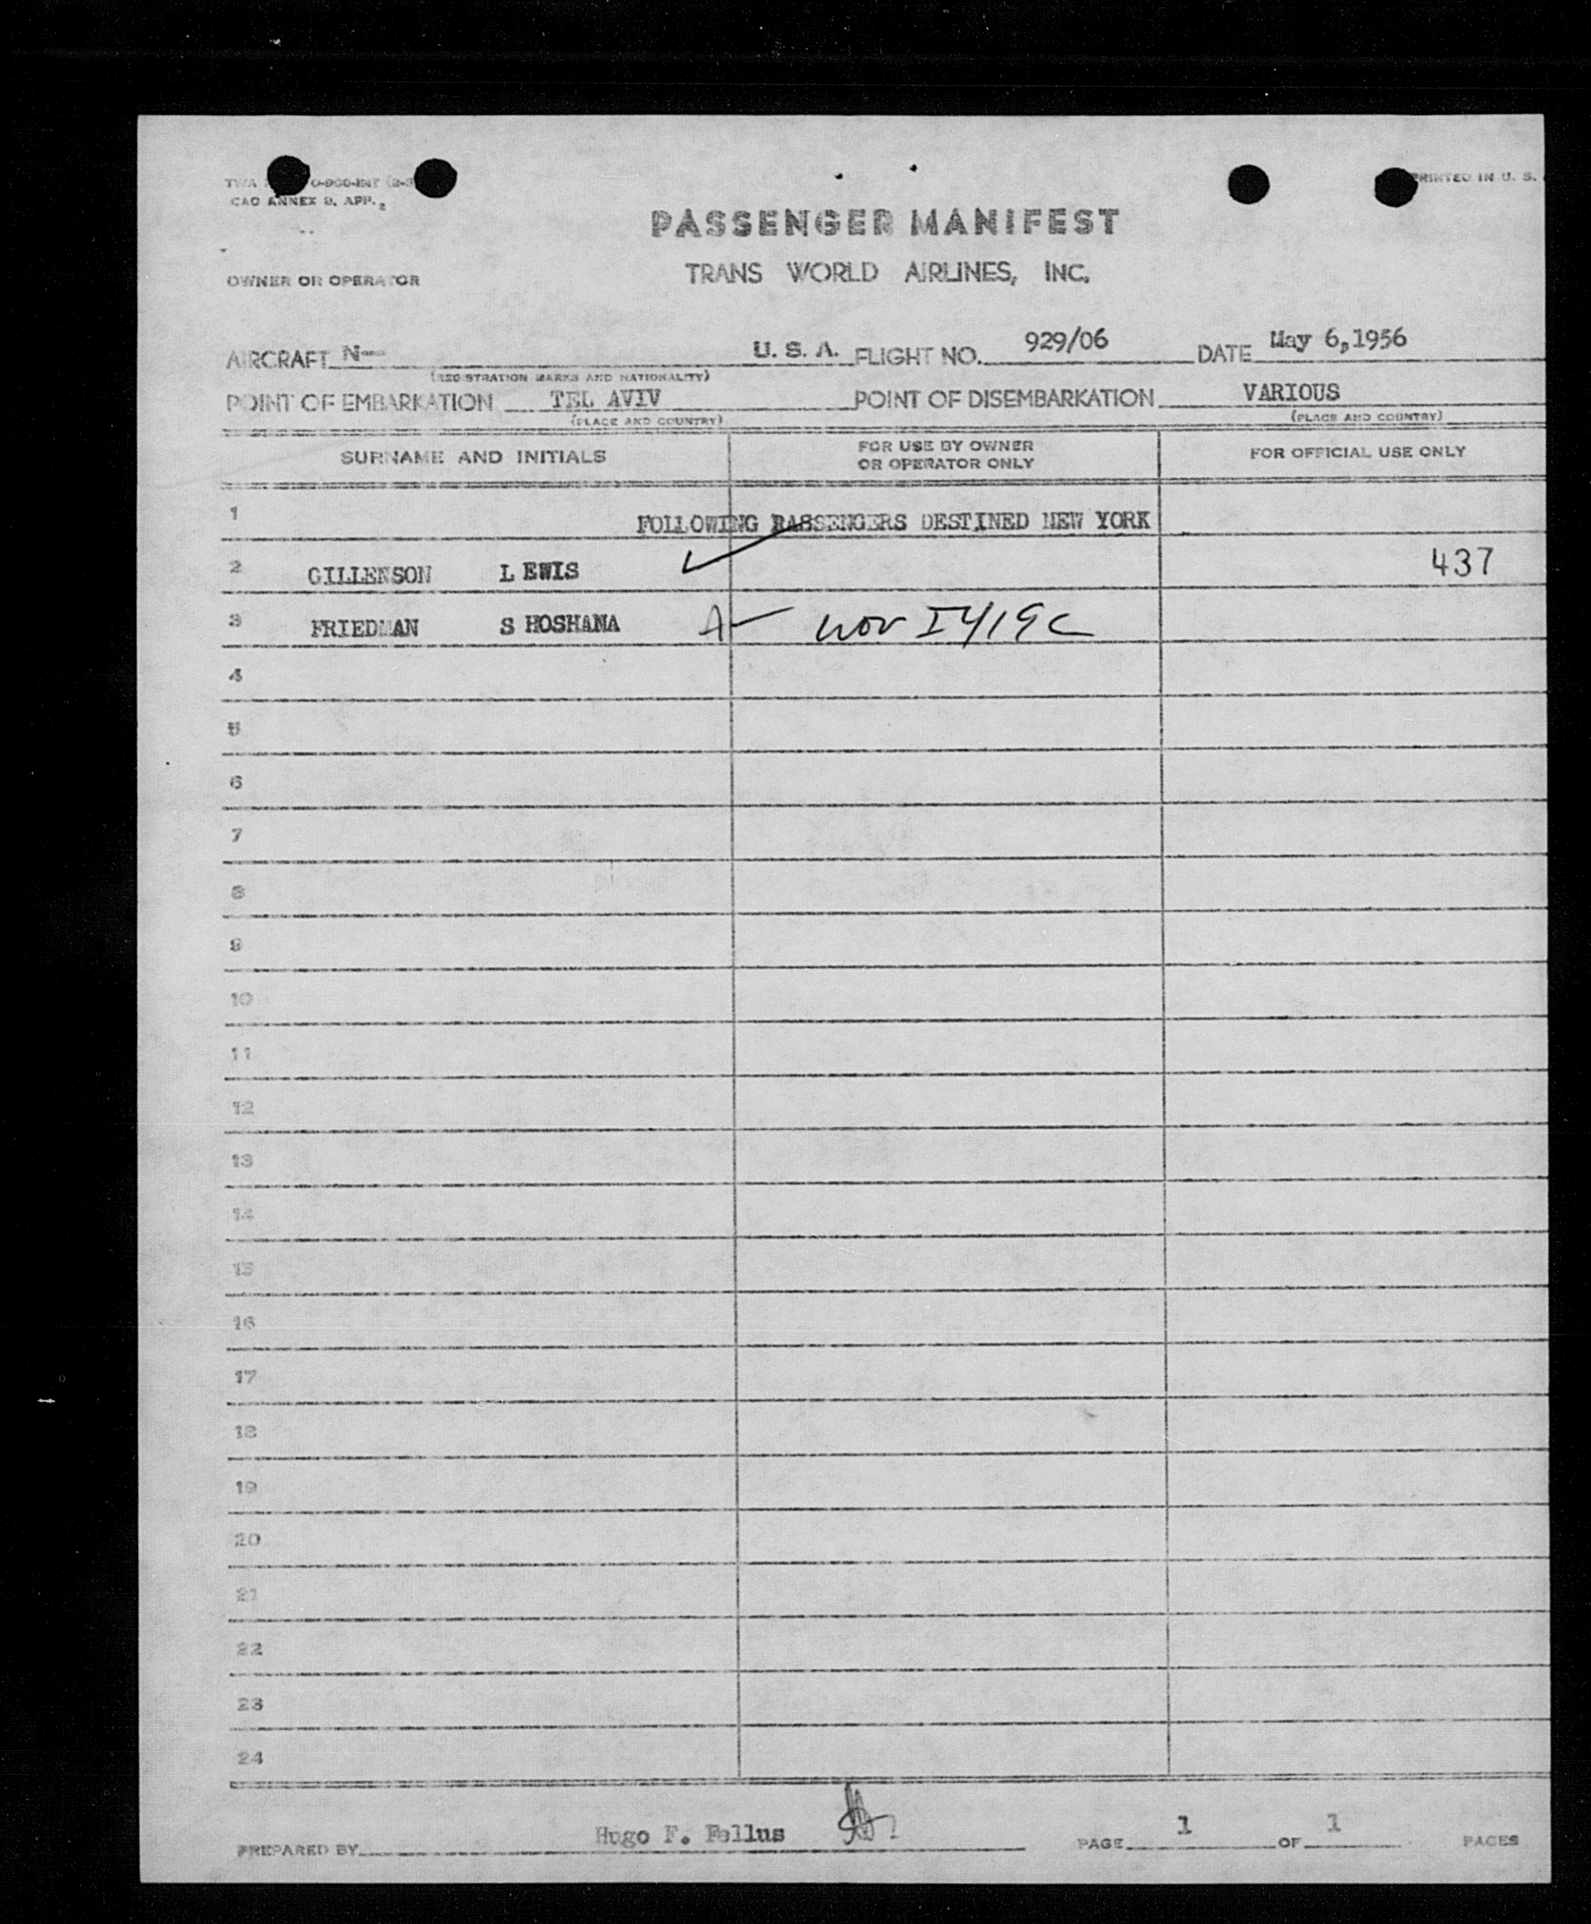 CAO ANNEX 9, APP. 2
PRINTED IN U. S.
PASSENGER MANIFEST
TRANS WORLD AIRLINES, INC.
OWNER OR OPERATOR
AIRCRAFT N-- U. S. A. FLIGHT NO. 929/06 DATE May 6,1956
(REGISTRATION MARKS AND NATIONALITY)
POINT OF EMBARKATION TEL AVIV POINT OF DISEMBARKATION VARIOUS
(PLACE AND COUNTRY) (PLACE AND COUNTRY)
SURNAME AND INITIALS FOR USE BY OWNER OR OPERATOR ONLY FOR OFFICIAL USE ONLY
1 FOLLOWING PASSENGERS DESTINED NEW YORK
2 GILLENSON LEWIS 437
3 FRIEDMAN SHOSHANA A
4
5
6
7
8
9
10
11
12
13
14
15
16
17
18
19
20
21
22
23
24
PREPARED BY Hugo F. Fellus PAGE 1 OF 1 PAGES